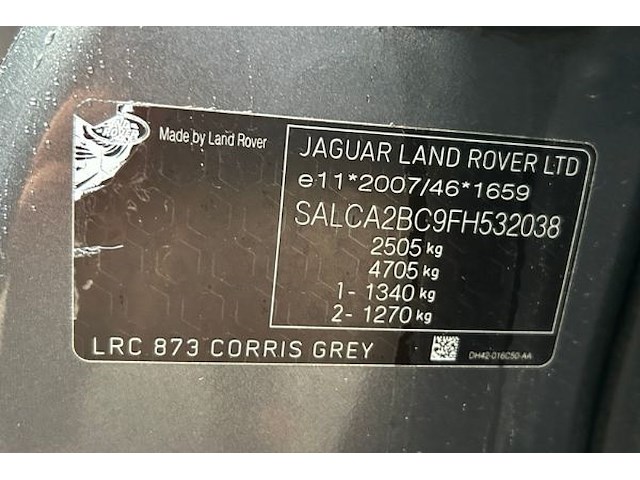 ROVER
Made by Land Rover
JAGUAR LAND ROVER LTD
e11*2007/46*1659
SALCA2BC9FH532038
2505 kg
4705 kg
1- 1340 kg
2- 1270 kg
LRC 873 CORRIS GREY
DH42-016C50-AA